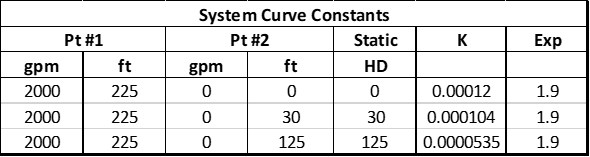 System Curve Constants
Pt #1 Pt #2 Static K Exp
gpm ft gpm ft HD
2000 225 0 0 0 0.00012 1.9
2000 225 0 30 30 0.000104 1.9
2000 225 0 125 125 0.0000535 1.9